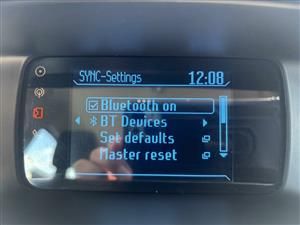 SYNC-Settings 12:08
Bluetooth on
BT Devices
Set defaults
Master reset